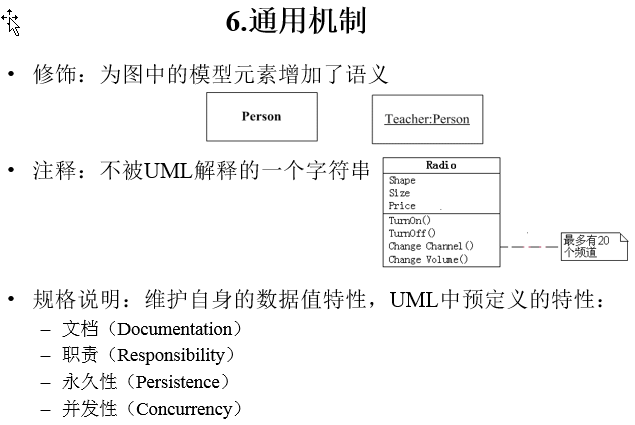 6.通用机制
• 修饰：为图中的模型元素增加了语义
Person
Teacher:Person
• 注释：不被UML解释的一个字符串
Radio
Shape
Size
Price
TurnOn()
TurnOff()
Change Channel()
Change Volume()
最多有20
个频道
• 规格说明：维护自身的数据值特性，UML中预定义的特性：
– 文档（Documentation）
– 职责（Responsibility）
– 永久性（Persistence）
– 并发性（Concurrency）